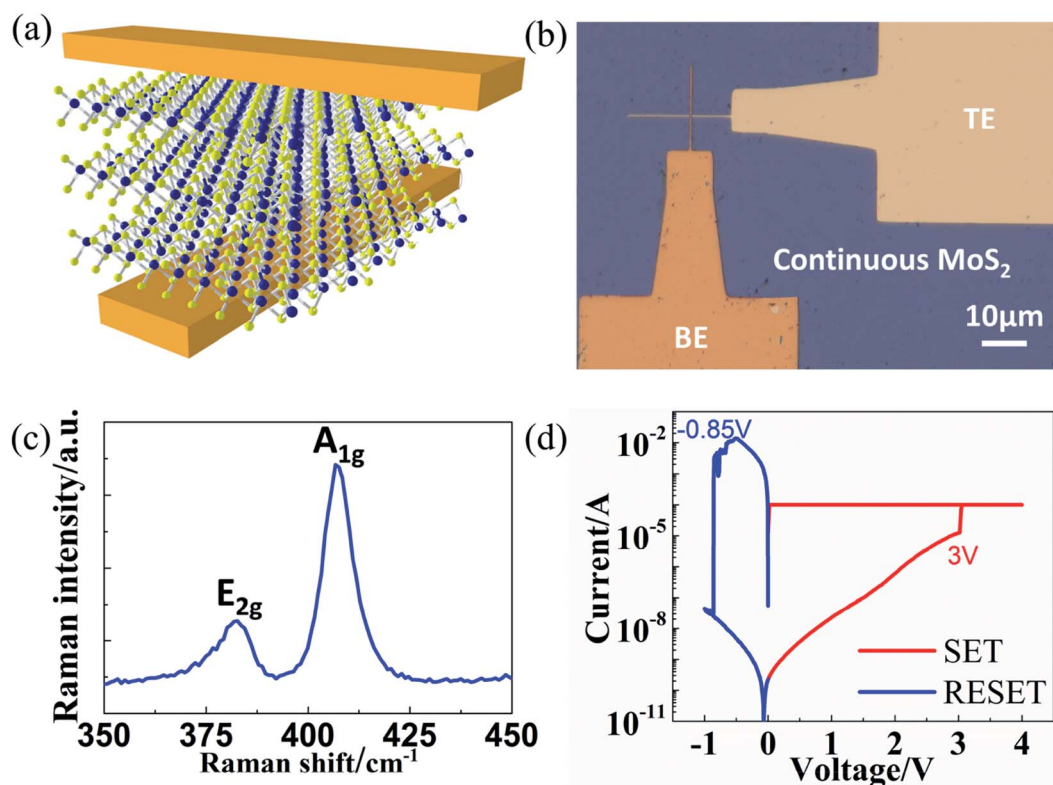 (a)
(b)
TE
Continuous MoS₂
BE
10μm
(c)
Raman intensity/a.u.
A₁g
E₂g
350 375 400 425 450
Raman shift/cm⁻¹
(d)
Current/A
10⁻²
10⁻⁵
10⁻⁸
10⁻¹¹
-0.85V
3V
SET
RESET
-1 0 1 2 3 4
Voltage/V